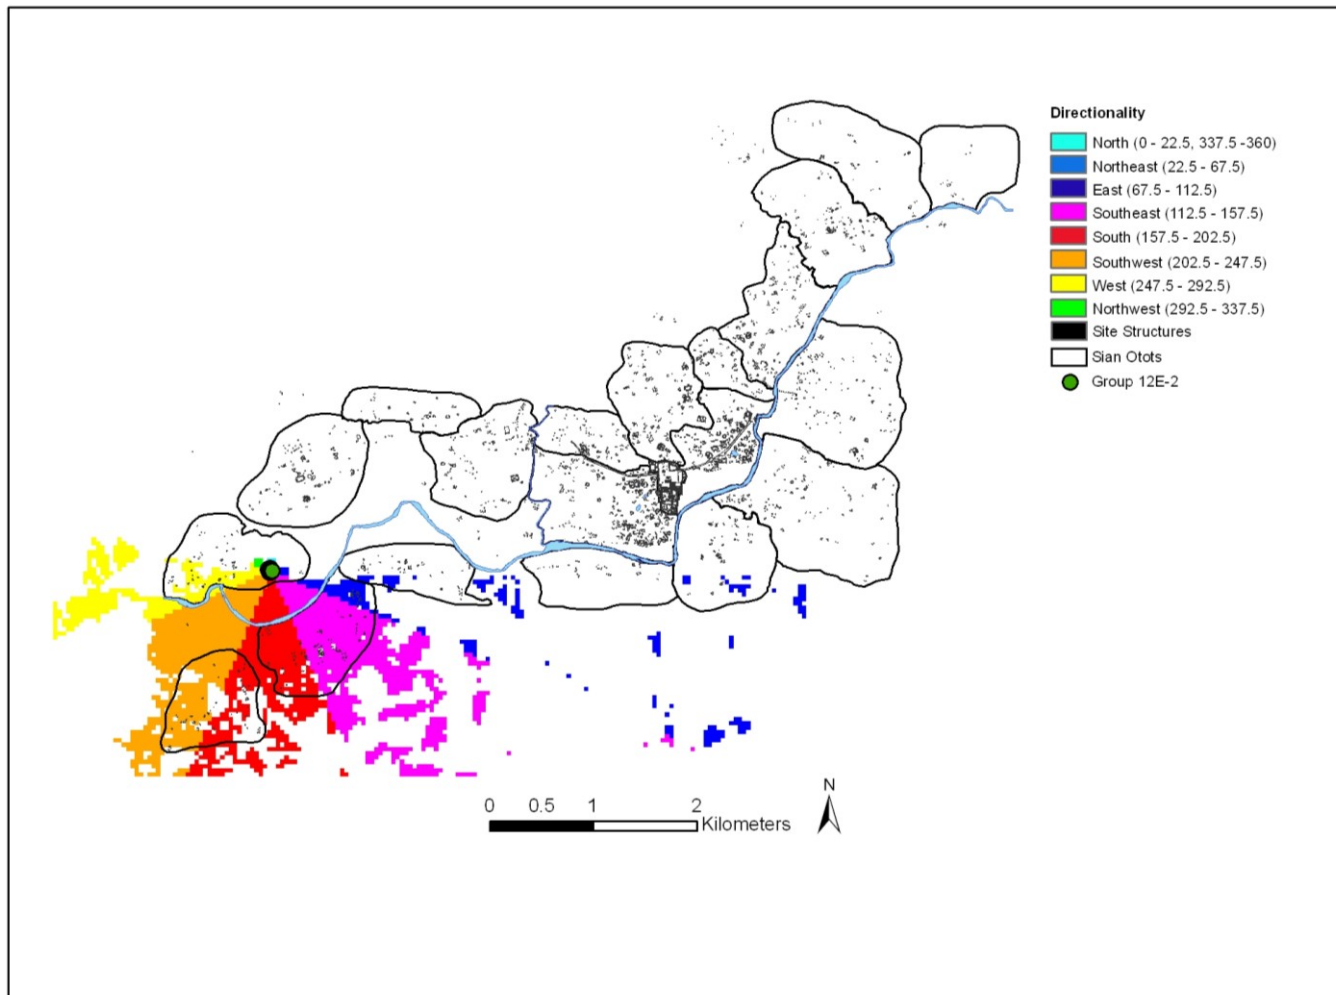 Directionality
North (0 - 22.5, 337.5 -360)
Northeast (22.5 - 67.5)
East (67.5 - 112.5)
Southeast (112.5 - 157.5)
South (157.5 - 202.5)
Southwest (202.5 - 247.5)
West (247.5 - 292.5)
Northwest (292.5 - 337.5)
Site Structures
Sian Otots
Group 12E-2
N
0 0.5 1 2
Kilometers